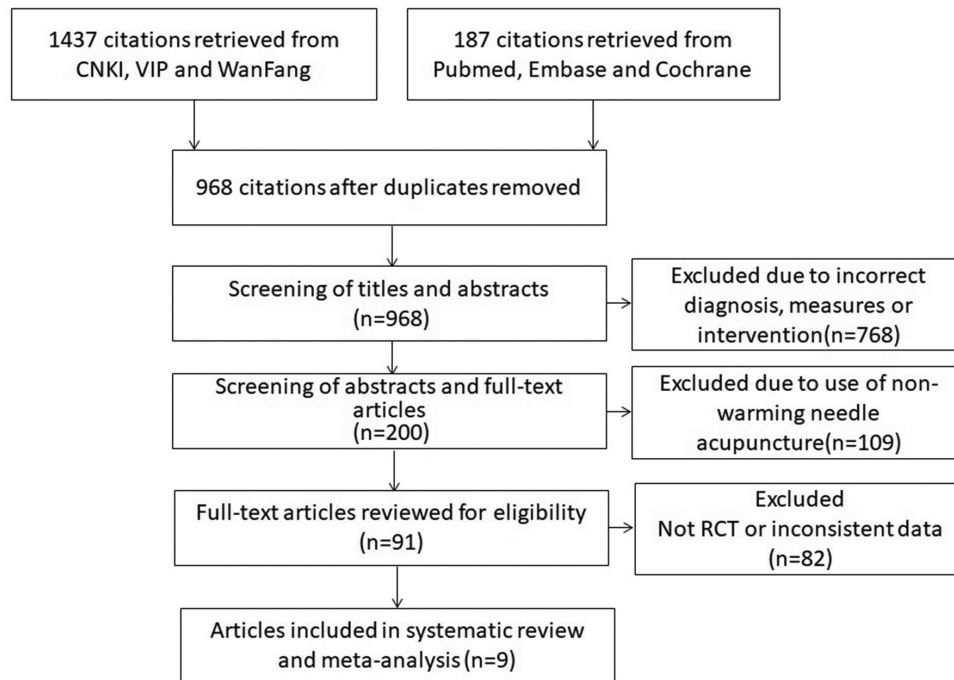 1437 citations retrieved from
CNKI, VIP and WanFang
187 citations retrieved from
Pubmed, Embase and Cochrane
968 citations after duplicates removed
Screening of titles and abstracts
(n=968)
Excluded due to incorrect
diagnosis, measures or
intervention(n=768)
Screening of abstracts and full-text
articles
(n=200)
Excluded due to use of non-
warming needle
acupuncture(n=109)
Full-text articles reviewed for eligibility
(n=91)
Excluded
Not RCT or inconsistent data
(n=82)
Articles included in systematic review
and meta-analysis(n=9)